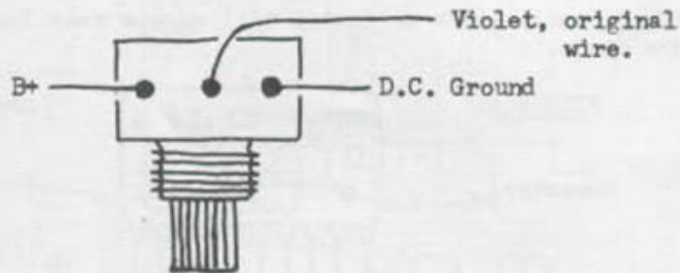 Violet, original
wire.
B+
D.C. Ground